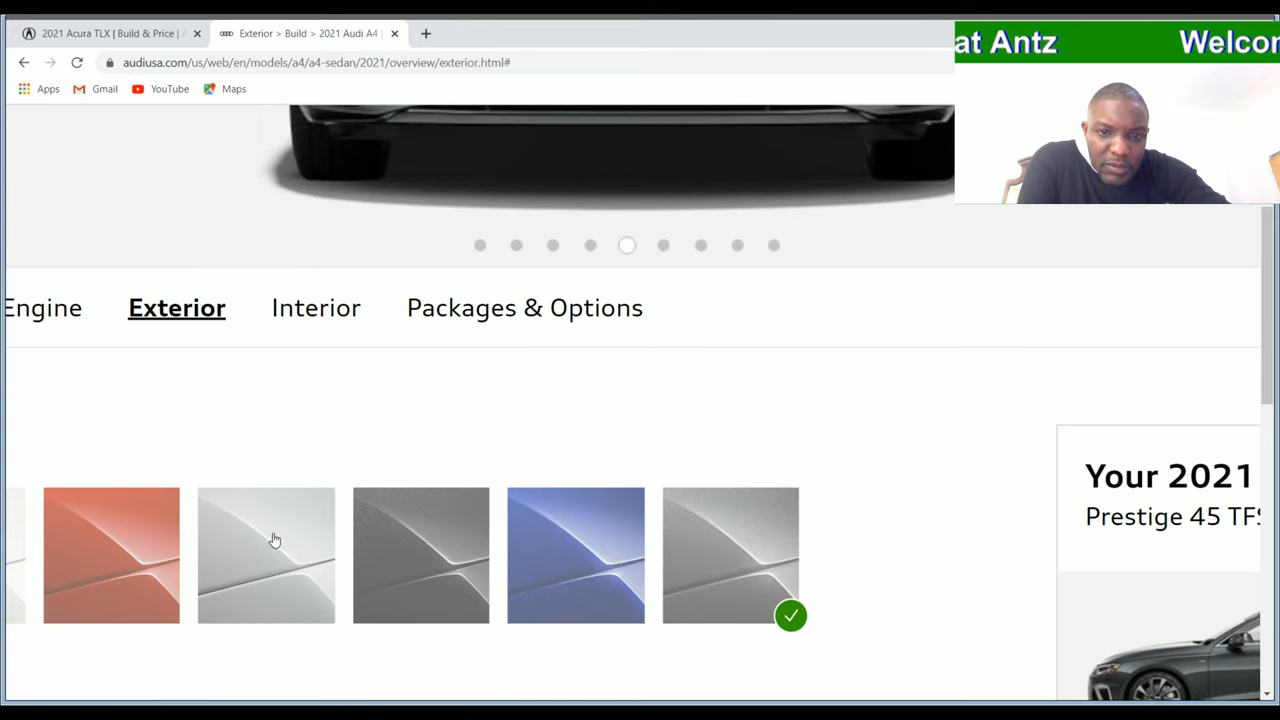 2021 Acura TLX | Build & Price |
Exterior > Build > 2021 Audi A4
audiusa.com/us/web/en/models/a4/a4-sedan/2021/overview/exterior.html#
Apps Gmail YouTube Maps
at Antz Welco
Engine Exterior Interior Packages & Options
Your 2021
Prestige 45 TFS